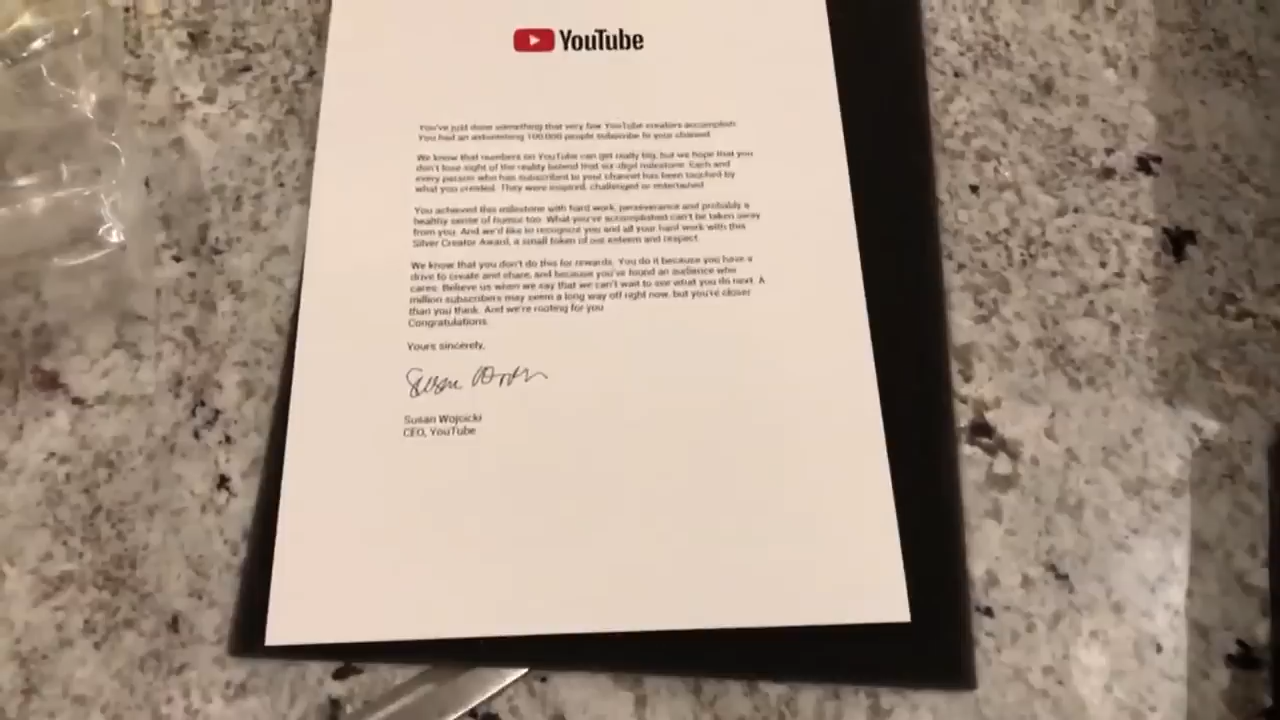 YouTube
You've just done something that very few YouTube creators accomplish.
You had an astonishing 100,000 people subscribe to your channel.
We know that numbers on YouTube can get really big, but we hope that you
don't lose sight of the reality behind that six-digit milestone. Each and
every person who has subscribed to your channel has been touched by
what you created. They were inspired, challenged or entertained.
You achieved this milestone with hard work, perseverance and probably a
healthy sense of humor too. What you've accomplished can't be taken away
from you. And we'd like to recognize you and all your hard work with this
Silver Creator Award, a small token of our esteem and respect.
We know that you don't do this for rewards. You do it because you have a
drive to create and share, and because you've found an audience who
cares. Believe us when we say that we can't wait to see what you do next. A
million subscribers may seem a long way off right now, but you're closer
than you think. And we're rooting for you.
Congratulations.
Yours sincerely,
Susan Wojcicki
CEO, YouTube